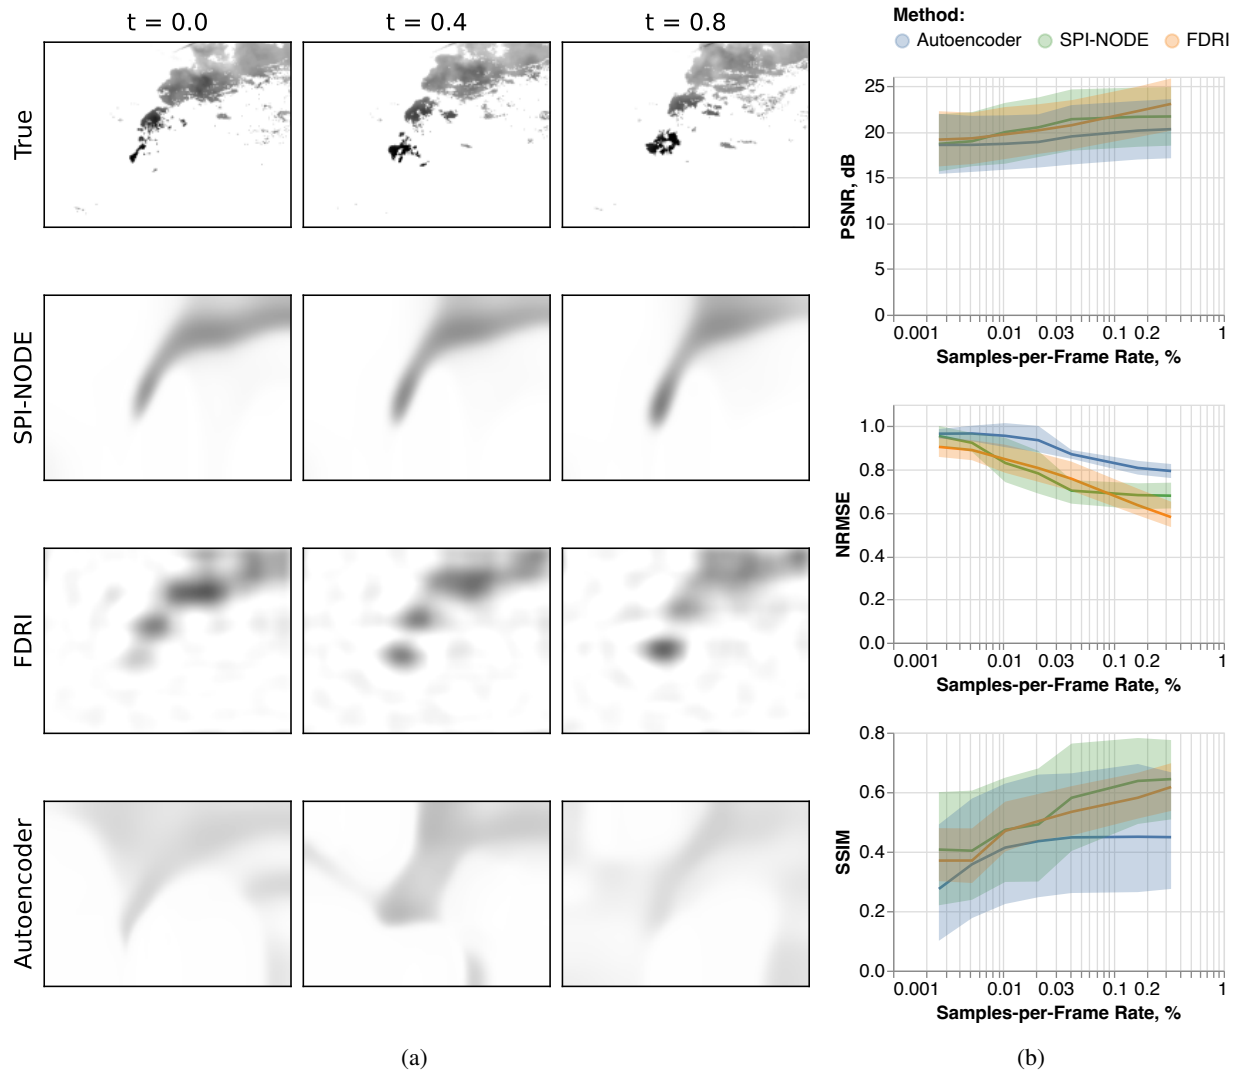 t = 0.0
t = 0.4
t = 0.8
True
SPI-NODE
FDRI
Autoencoder
(a)
Method:
Autoencoder SPI-NODE FDRI
25
20
15
10
5
0
PSNR, dB
0.001 0.01 0.03 0.1 0.2 1
Samples-per-Frame Rate, %
1.0
0.8
0.6
0.4
0.2
0.0
NRMSE
0.001 0.01 0.03 0.1 0.2 1
Samples-per-Frame Rate, %
0.8
0.6
0.4
0.2
0.0
SSIM
0.001 0.01 0.03 0.1 0.2 1
Samples-per-Frame Rate, %
(b)